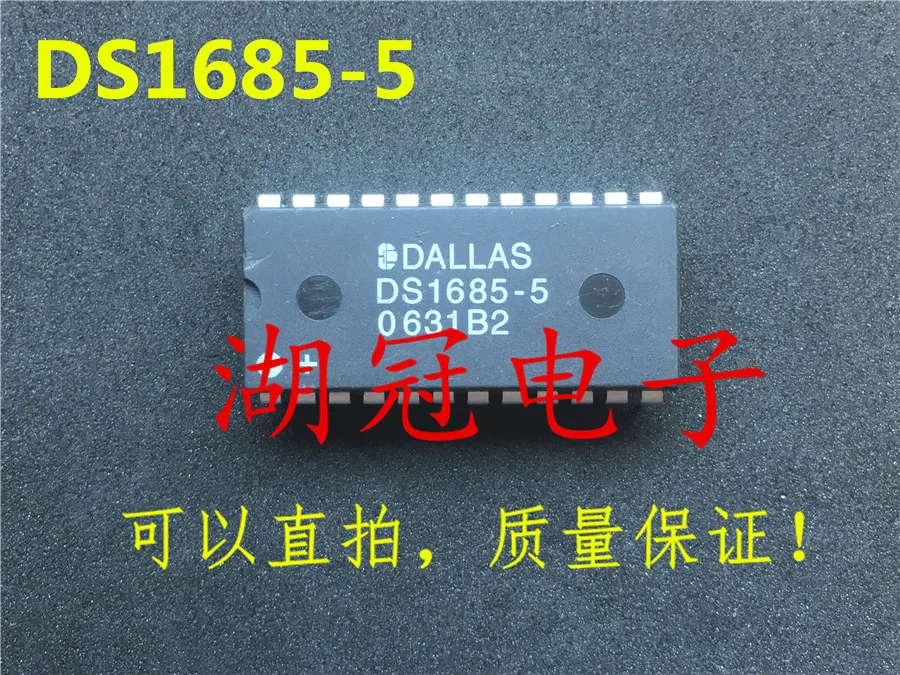 DS1685-5
DALLAS
DS1685-5
0631B2
+
湖冠电子
可以直拍，质量保证！